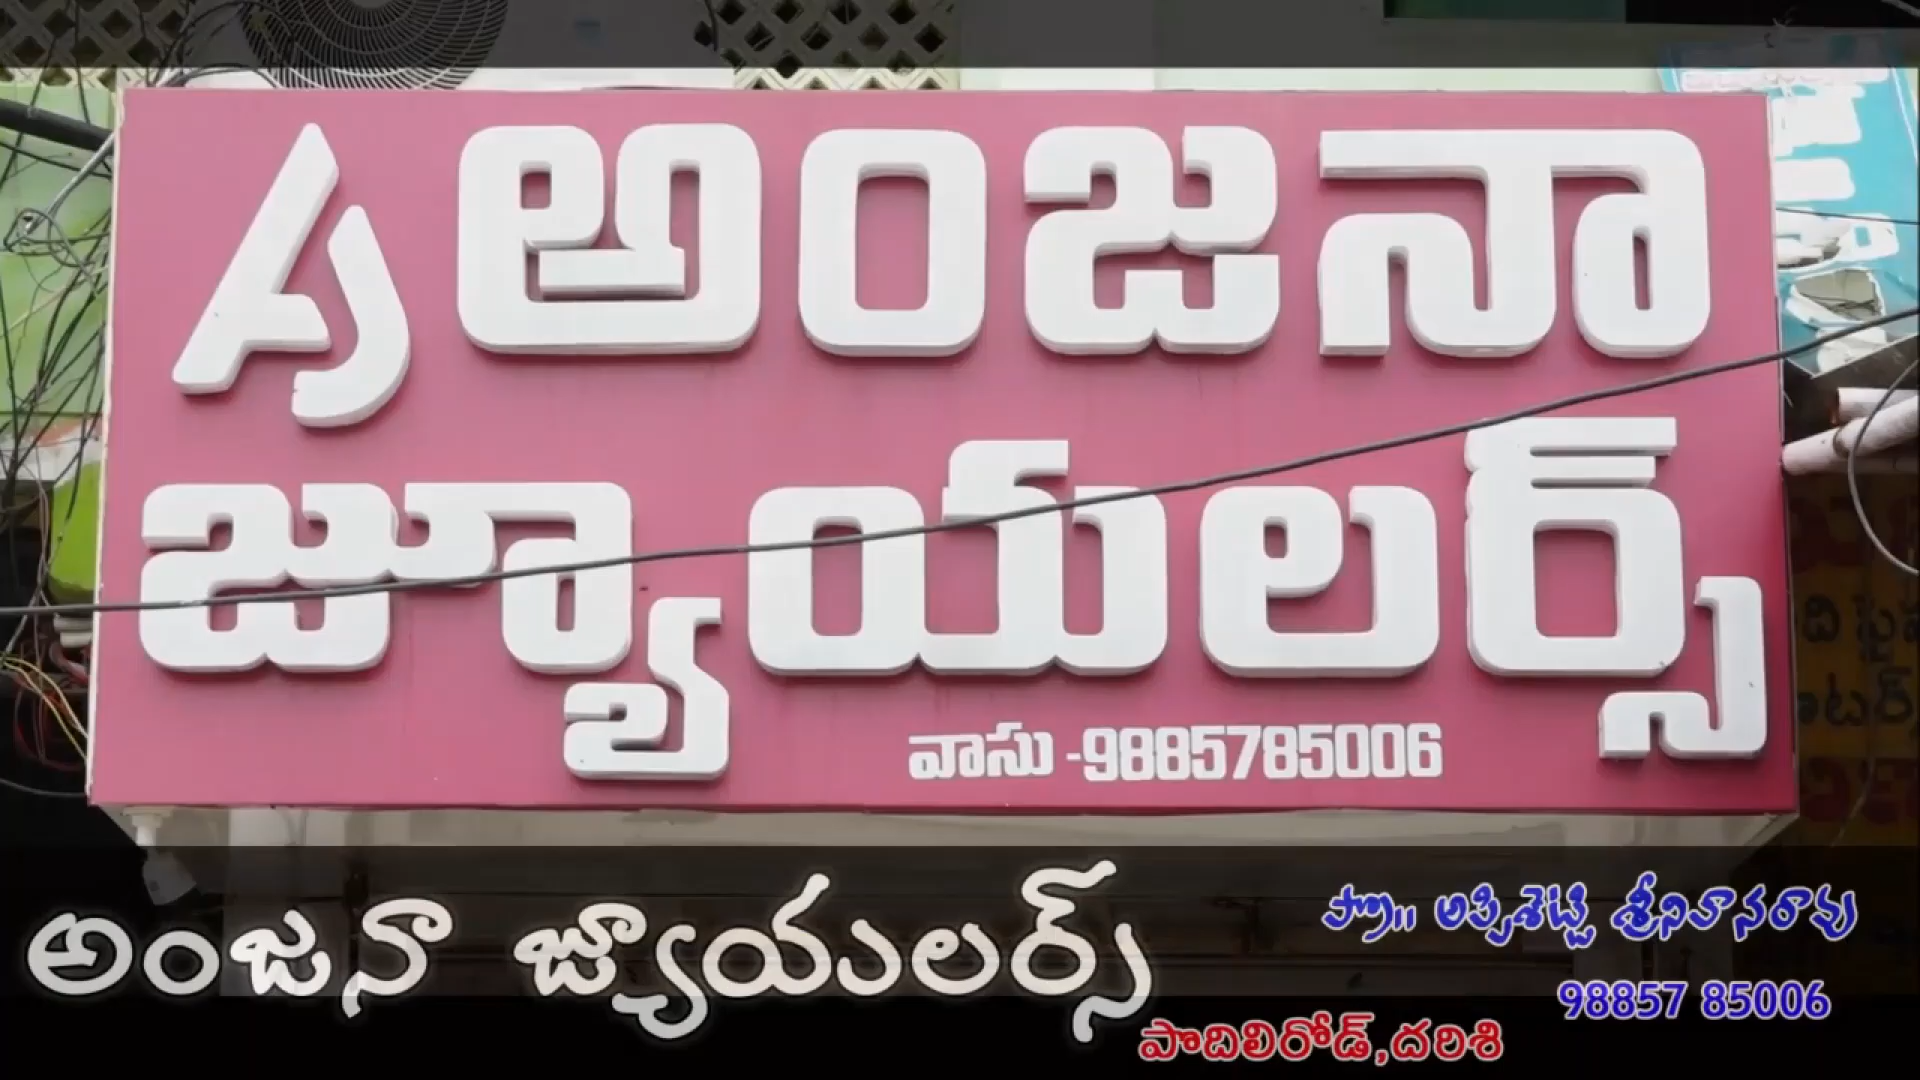 అంజనా
జ్యూయలర్స్
వాసు -9885785006
అంజనా జ్యూయలర్స్
ప్రొ॥ అప్పిశెట్టి శ్రీనివాసరావు
98857 85006
పొదిలిరోడ్,దరిశి